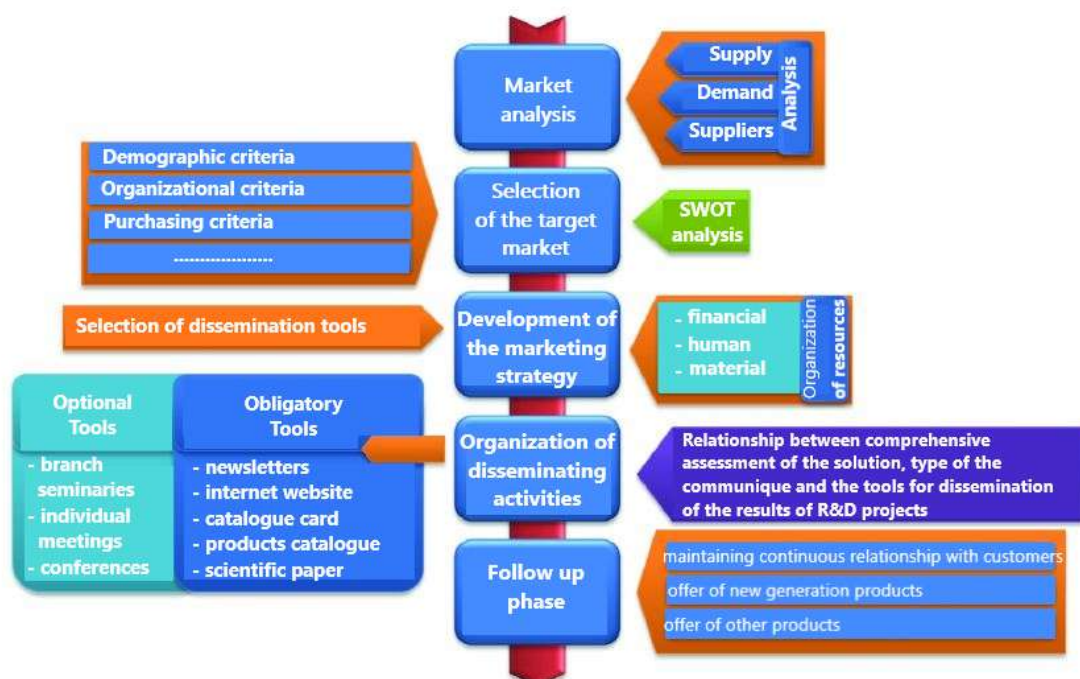 Market
analysis
Supply
Demand
Suppliers
Analysis
Demographic criteria
Organizational criteria
Purchasing criteria
...................
Selection
of the target
market
SWOT
analysis
Selection of dissemination tools
Development of
the marketing
strategy
- financial
- human
- material
Organization
of resources
Optional
Tools
- branch
seminaries
- individual
meetings
- conferences
Obligatory
Tools
- newsletters
- internet website
- catalogue card
- products catalogue
- scientific paper
Organization of
disseminating
activities
Relationship between comprehensive
assessment of the solution, type of the
communique and the tools for dissemination
of the results of R&D projects
Follow up
phase
maintaining continuous relationship with customers
offer of new generation products
offer of other products